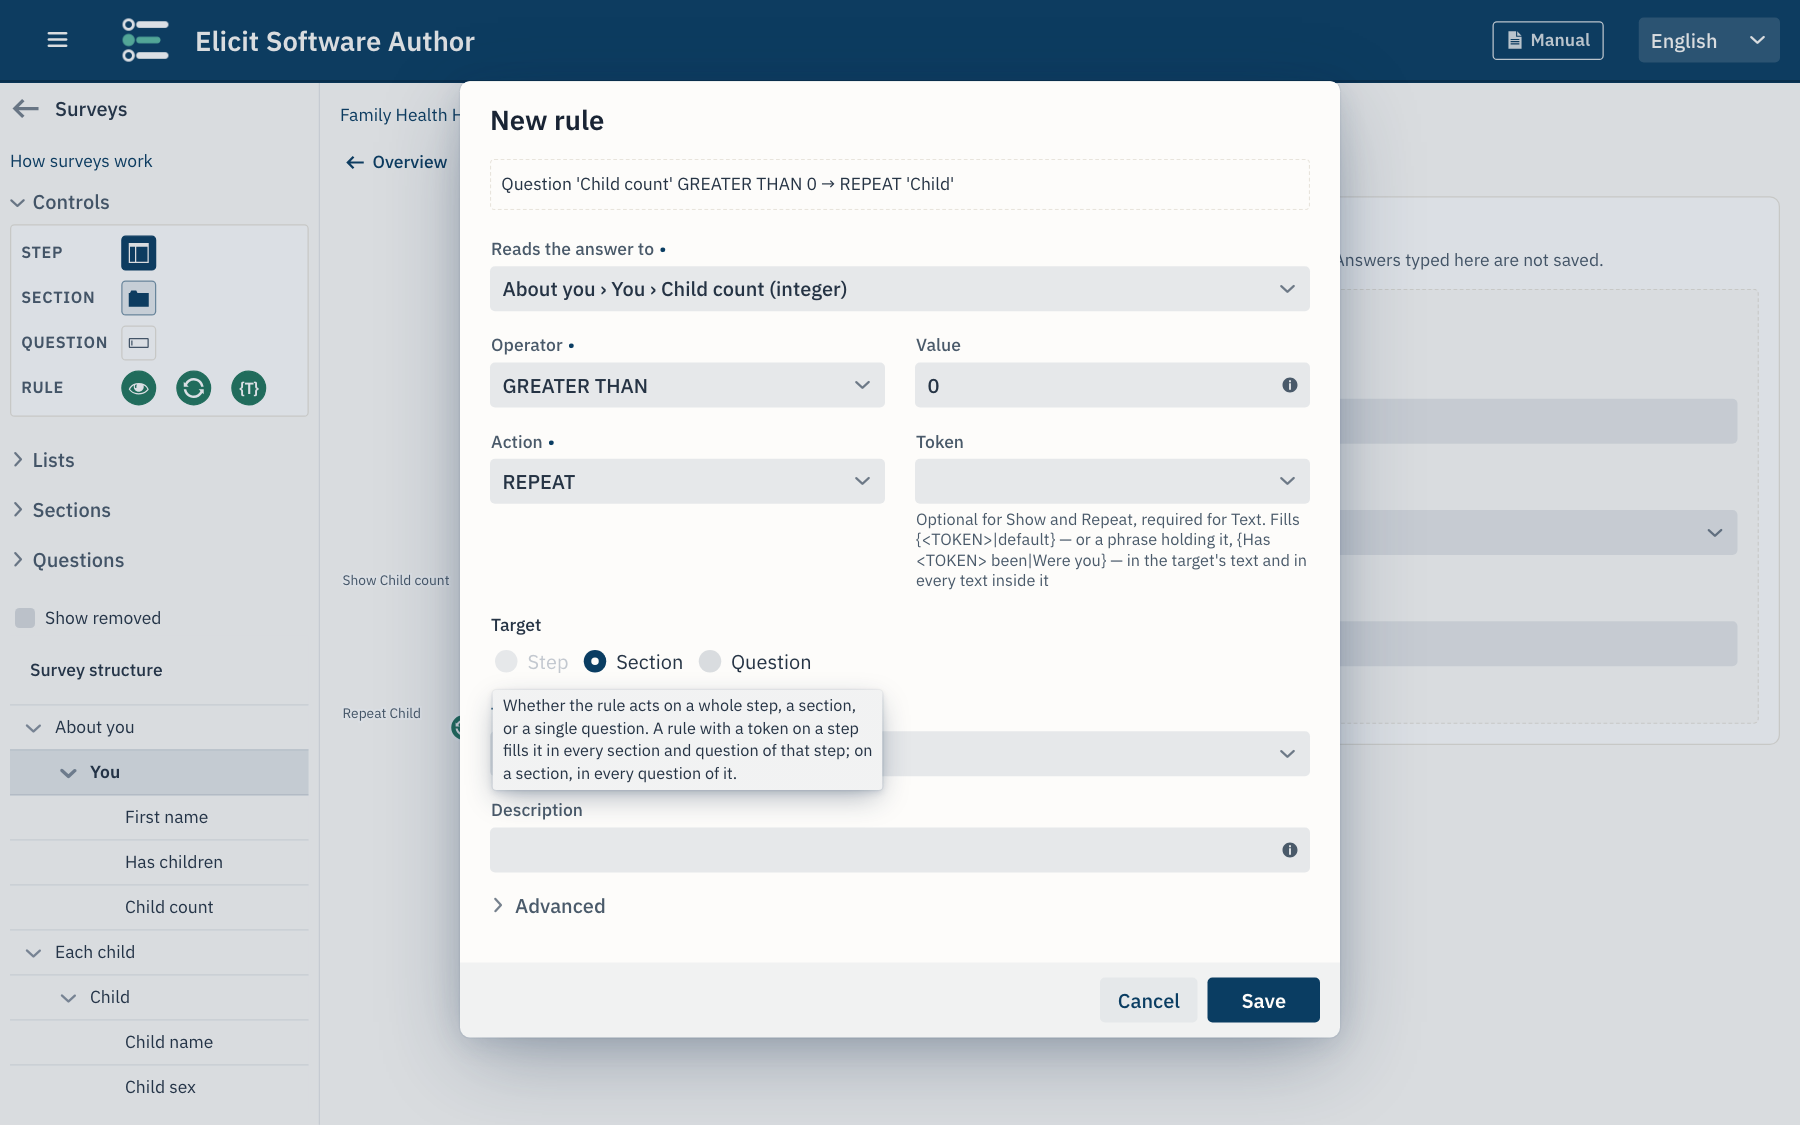 Elicit Software Author
Manual
English
Surveys
How surveys work
Controls
STEP
SECTION
QUESTION
RULE
{T}
Lists
Sections
Questions
Show removed
Survey structure
About you
You
First name
Has children
Child count
Each child
Child
Child name
Child sex
Family Health H
Overview
Show Child count
Repeat Child
Answers typed here are not saved.
New rule
Question 'Child count' GREATER THAN 0 → REPEAT 'Child'
Reads the answer to •
About you › You › Child count (integer)
Operator •
GREATER THAN
Value
0
Action •
REPEAT
Token
Optional for Show and Repeat, required for Text. Fills
{<TOKEN>|default} — or a phrase holding it, {Has
<TOKEN> been|Were you} — in the target's text and in
every text inside it
Target
Step
Section
Question
Whether the rule acts on a whole step, a section,
or a single question. A rule with a token on a step
fills it in every section and question of that step; on
a section, in every question of it.
Description
Advanced
Cancel
Save